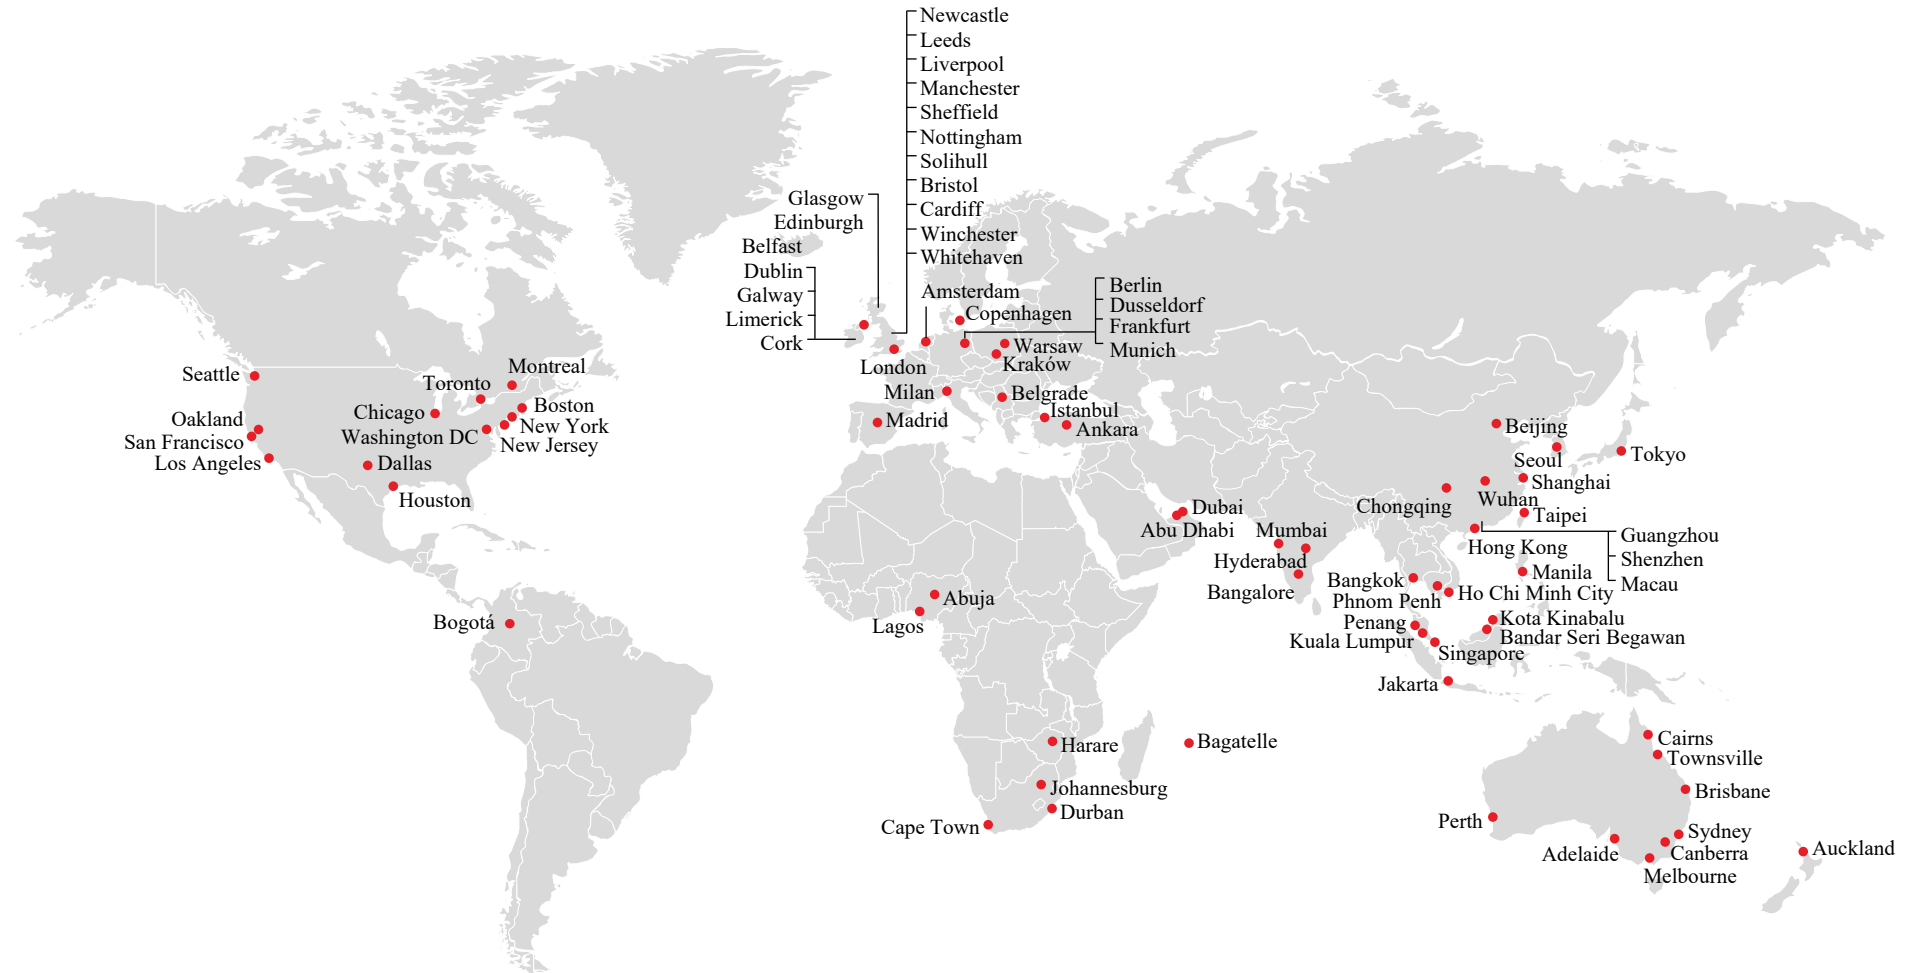 Newcastle
Leeds
Liverpool
Manchester
Sheffield
Nottingham
Solihull
Bristol
Cardiff
Winchester
Whitehaven
Glasgow
Edinburgh
Belfast
Dublin
Galway
Limerick
Cork
Amsterdam
Copenhagen
Berlin
Dusseldorf
Frankfurt
Munich
London
Warsaw
Kraków
Milan
Belgrade
Madrid
Istanbul
Ankara
Seattle
Oakland
San Francisco
Los Angeles
Montreal
Toronto
Chicago
Boston
New York
Washington DC
New Jersey
Dallas
Houston
Bogotá
Abuja
Lagos
Harare
Johannesburg
Durban
Cape Town
Bagatelle
Dubai
Abu Dhabi
Mumbai
Hyderabad
Bangalore
Beijing
Seoul
Tokyo
Shanghai
Wuhan
Chongqing
Taipei
Hong Kong
Guangzhou
Shenzhen
Macau
Manila
Bangkok
Phnom Penh
Ho Chi Minh City
Penang
Kuala Lumpur
Kota Kinabalu
Bandar Seri Begawan
Singapore
Jakarta
Cairns
Townsville
Brisbane
Perth
Sydney
Adelaide
Canberra
Melbourne
Auckland